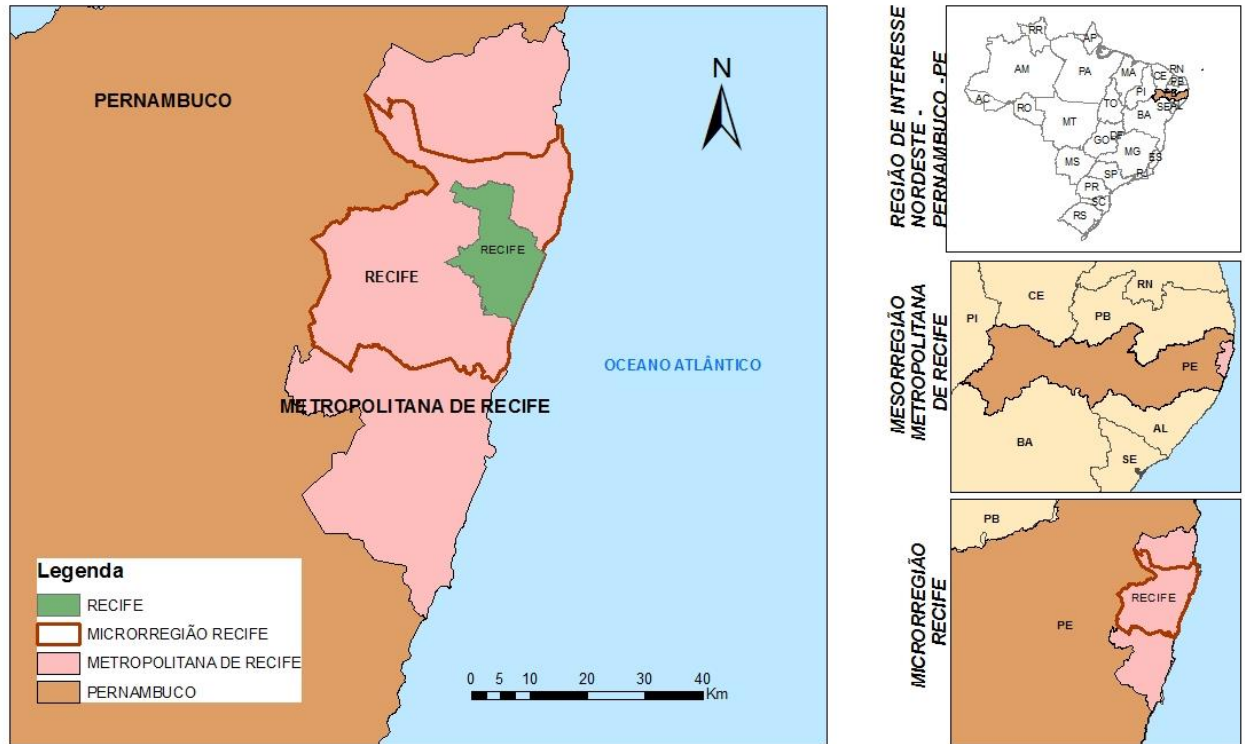 PERNAMBUCO
N
RECIFE
RECIFE
OCEANO ATLÂNTICO
METROPOLITANA DE RECIFE
Legenda
RECIFE
MICRORREGIÃO RECIFE
METROPOLITANA DE RECIFE
PERNAMBUCO
0 5 10 20 30 40
Km
REGIÃO DE INTERESSE
NORDESTE -
PERNAMBUCO -PE
RR
AP
AM
PA
MA
CE
RN
PB
PI
PE
AC
RO
TO
SE
AL
BA
MT
DF
GO
MG
ES
MS
SP
RJ
PR
SC
RS
MESORREGIÃO
METROPOLITANA
DE RECIFE
RN
CE
PB
PI
PE
AL
BA
SE
MICRORREGIÃO
RECIFE
PB
RECIFE
PE